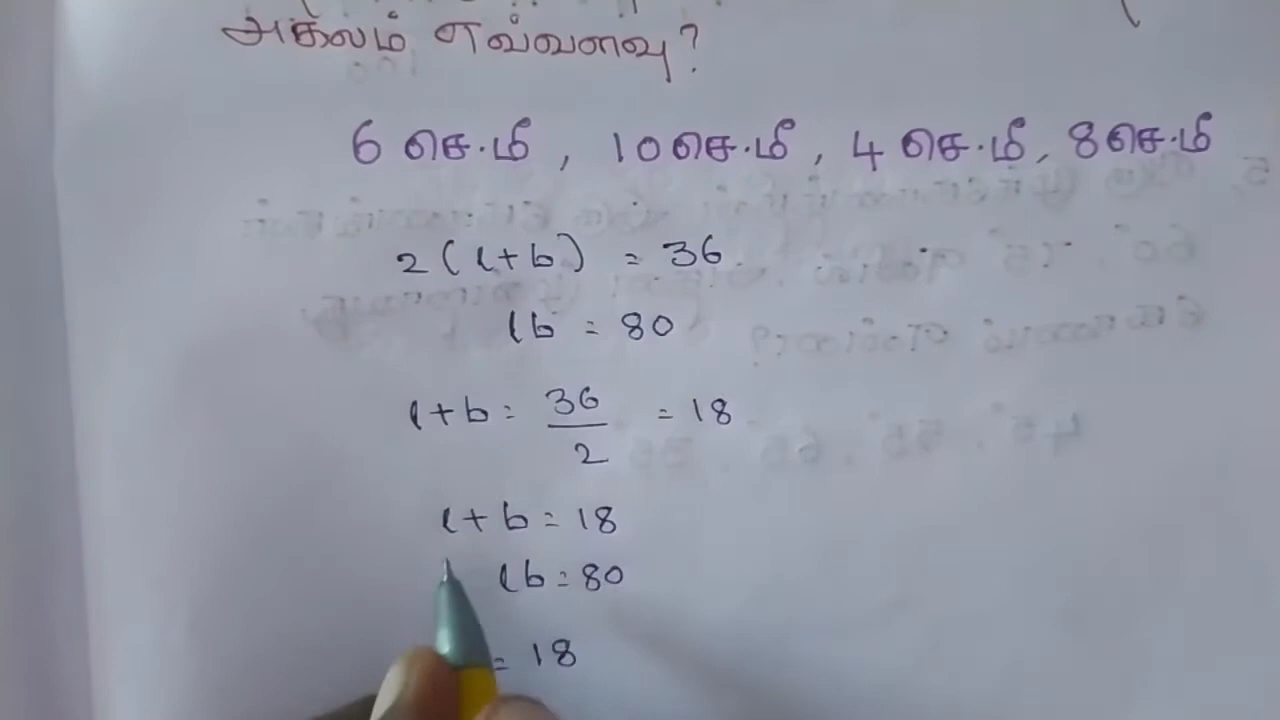 அகலம் எவ்வளவு?
6 செ.மீ, 10 செ.மீ, 4 செ.மீ, 8 செ.மீ
2 (l+b) = 36
lb = 80
l+b = 36/2 = 18
l+b = 18
lb = 80
= 18